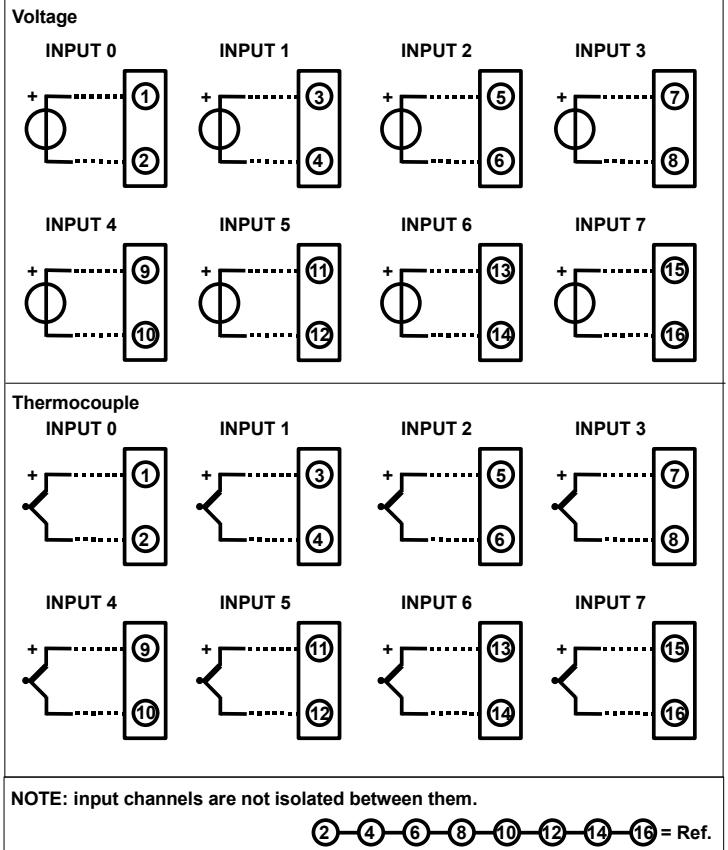 Voltage
INPUT 0 INPUT 1 INPUT 2 INPUT 3
+ 1 + 3 + 5 + 7
2 4 6 8
INPUT 4 INPUT 5 INPUT 6 INPUT 7
+ 9 + 11 + 13 + 15
10 12 14 16
Thermocouple
INPUT 0 INPUT 1 INPUT 2 INPUT 3
+ 1 + 3 + 5 + 7
2 4 6 8
INPUT 4 INPUT 5 INPUT 6 INPUT 7
+ 9 + 11 + 13 + 15
10 12 14 16
NOTE: input channels are not isolated between them.
2 4 6 8 10 12 14 16 = Ref.